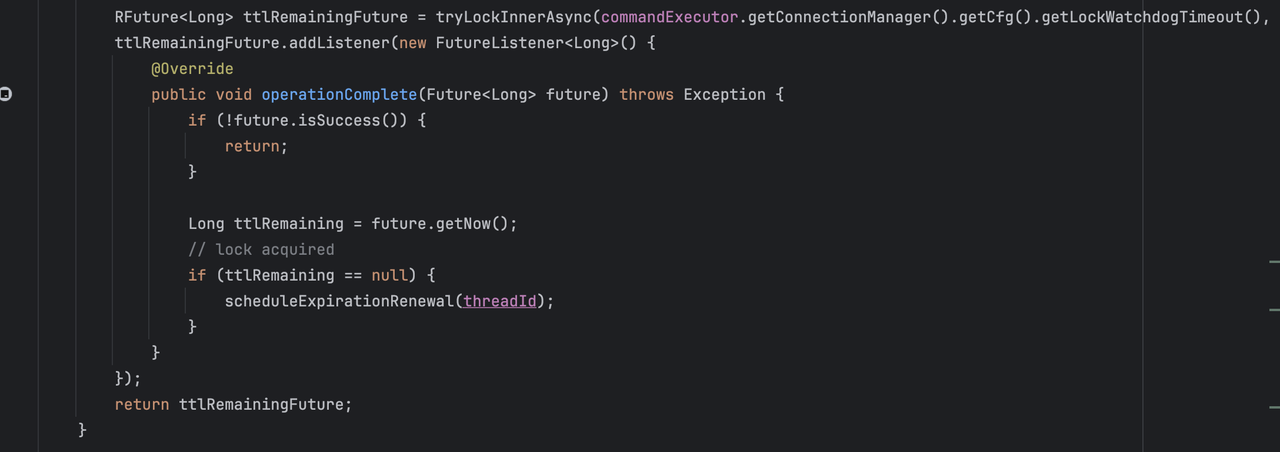 RFuture<Long> ttlRemainingFuture = tryLockInnerAsync(commandExecutor.getConnectionManager().getCfg().getLockWatchdogTimeout(),
ttlRemainingFuture.addListener(new FutureListener<Long>() {
@Override
public void operationComplete(Future<Long> future) throws Exception {
if (!future.isSuccess()) {
return;
}
Long ttlRemaining = future.getNow();
// lock acquired
if (ttlRemaining == null) {
scheduleExpirationRenewal(threadId);
}
}
});
return ttlRemainingFuture;
}